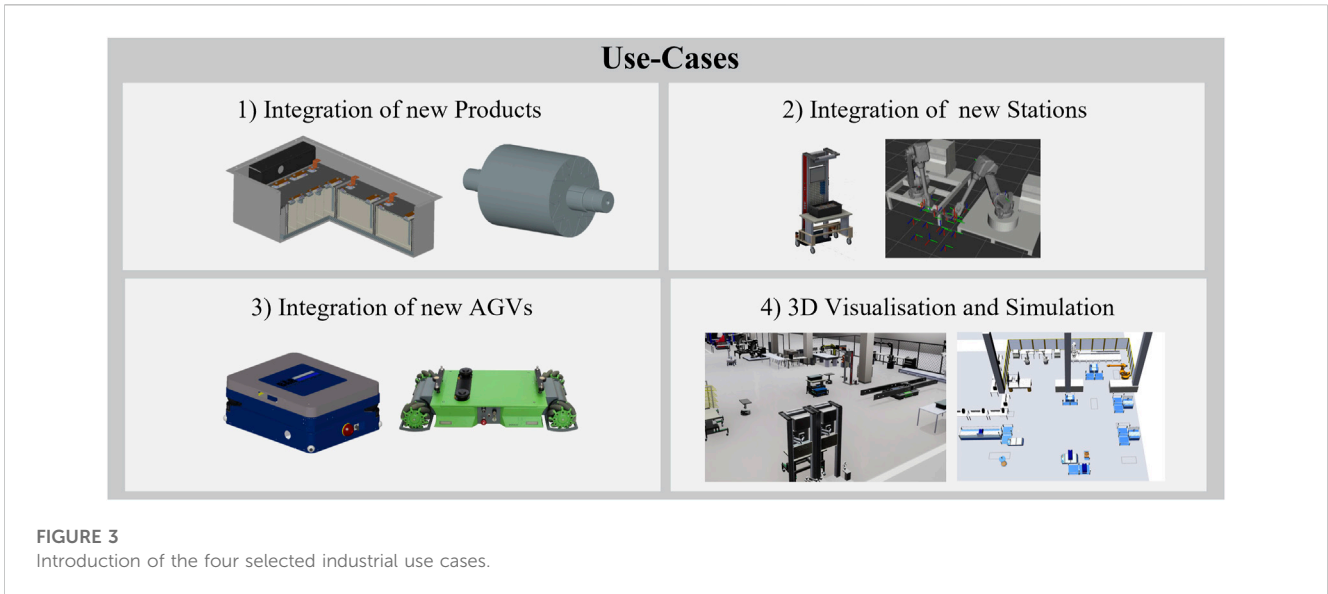 Use-Cases
1) Integration of new Products
2) Integration of new Stations
3) Integration of new AGVs
4) 3D Visualisation and Simulation
FIGURE 3
Introduction of the four selected industrial use cases.